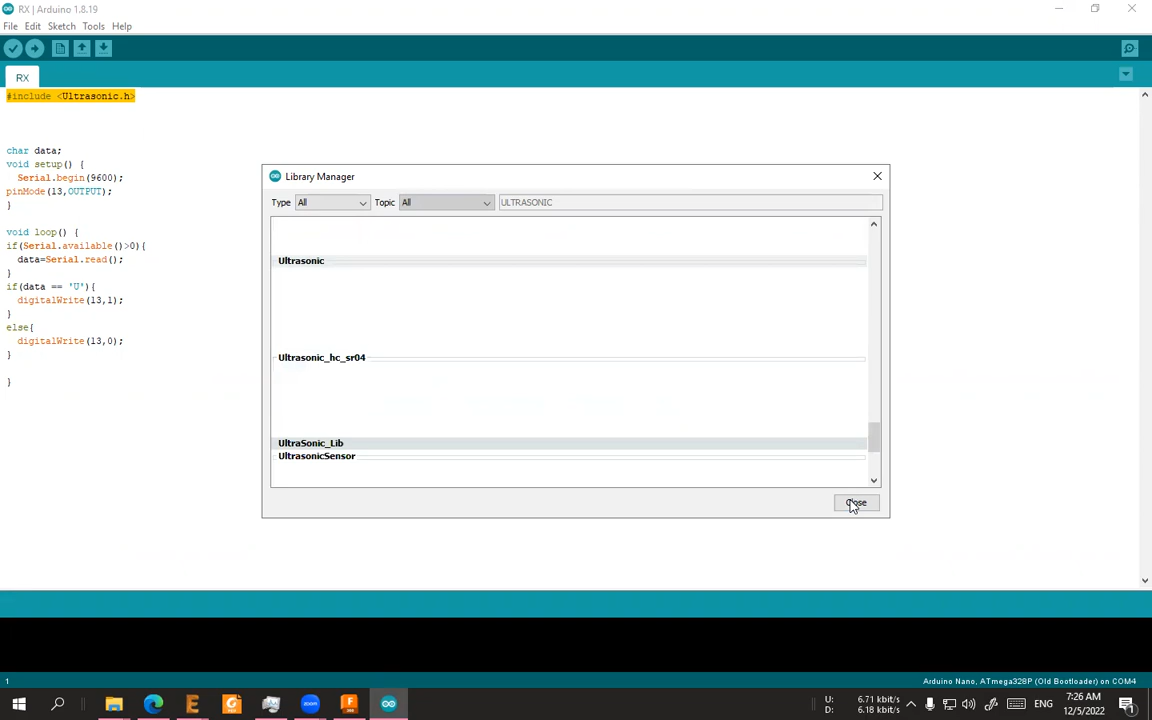 RX | Arduino 1.8.19
File Edit Sketch Tools Help
RX
#include <Ultrasonic.h>
char data;
void setup() {
Serial.begin(9600);
pinMode(13,OUTPUT);
}
void loop() {
if(Serial.available()>0){
data=Serial.read();
}
if(data == 'U'){
digitalWrite(13,1);
}
else{
digitalWrite(13,0);
}
}
Library Manager
Type All Topic All ULTRASONIC
Ultrasonic
Ultrasonic_hc_sr04
UltraSonic_Lib
UltrasonicSensor
Close
1 Arduino Nano, ATmega328P (Old Bootloader) on COM4
U: 6.71 kbit/s
D: 6.18 kbit/s
ENG
7:26 AM
12/5/2022
1